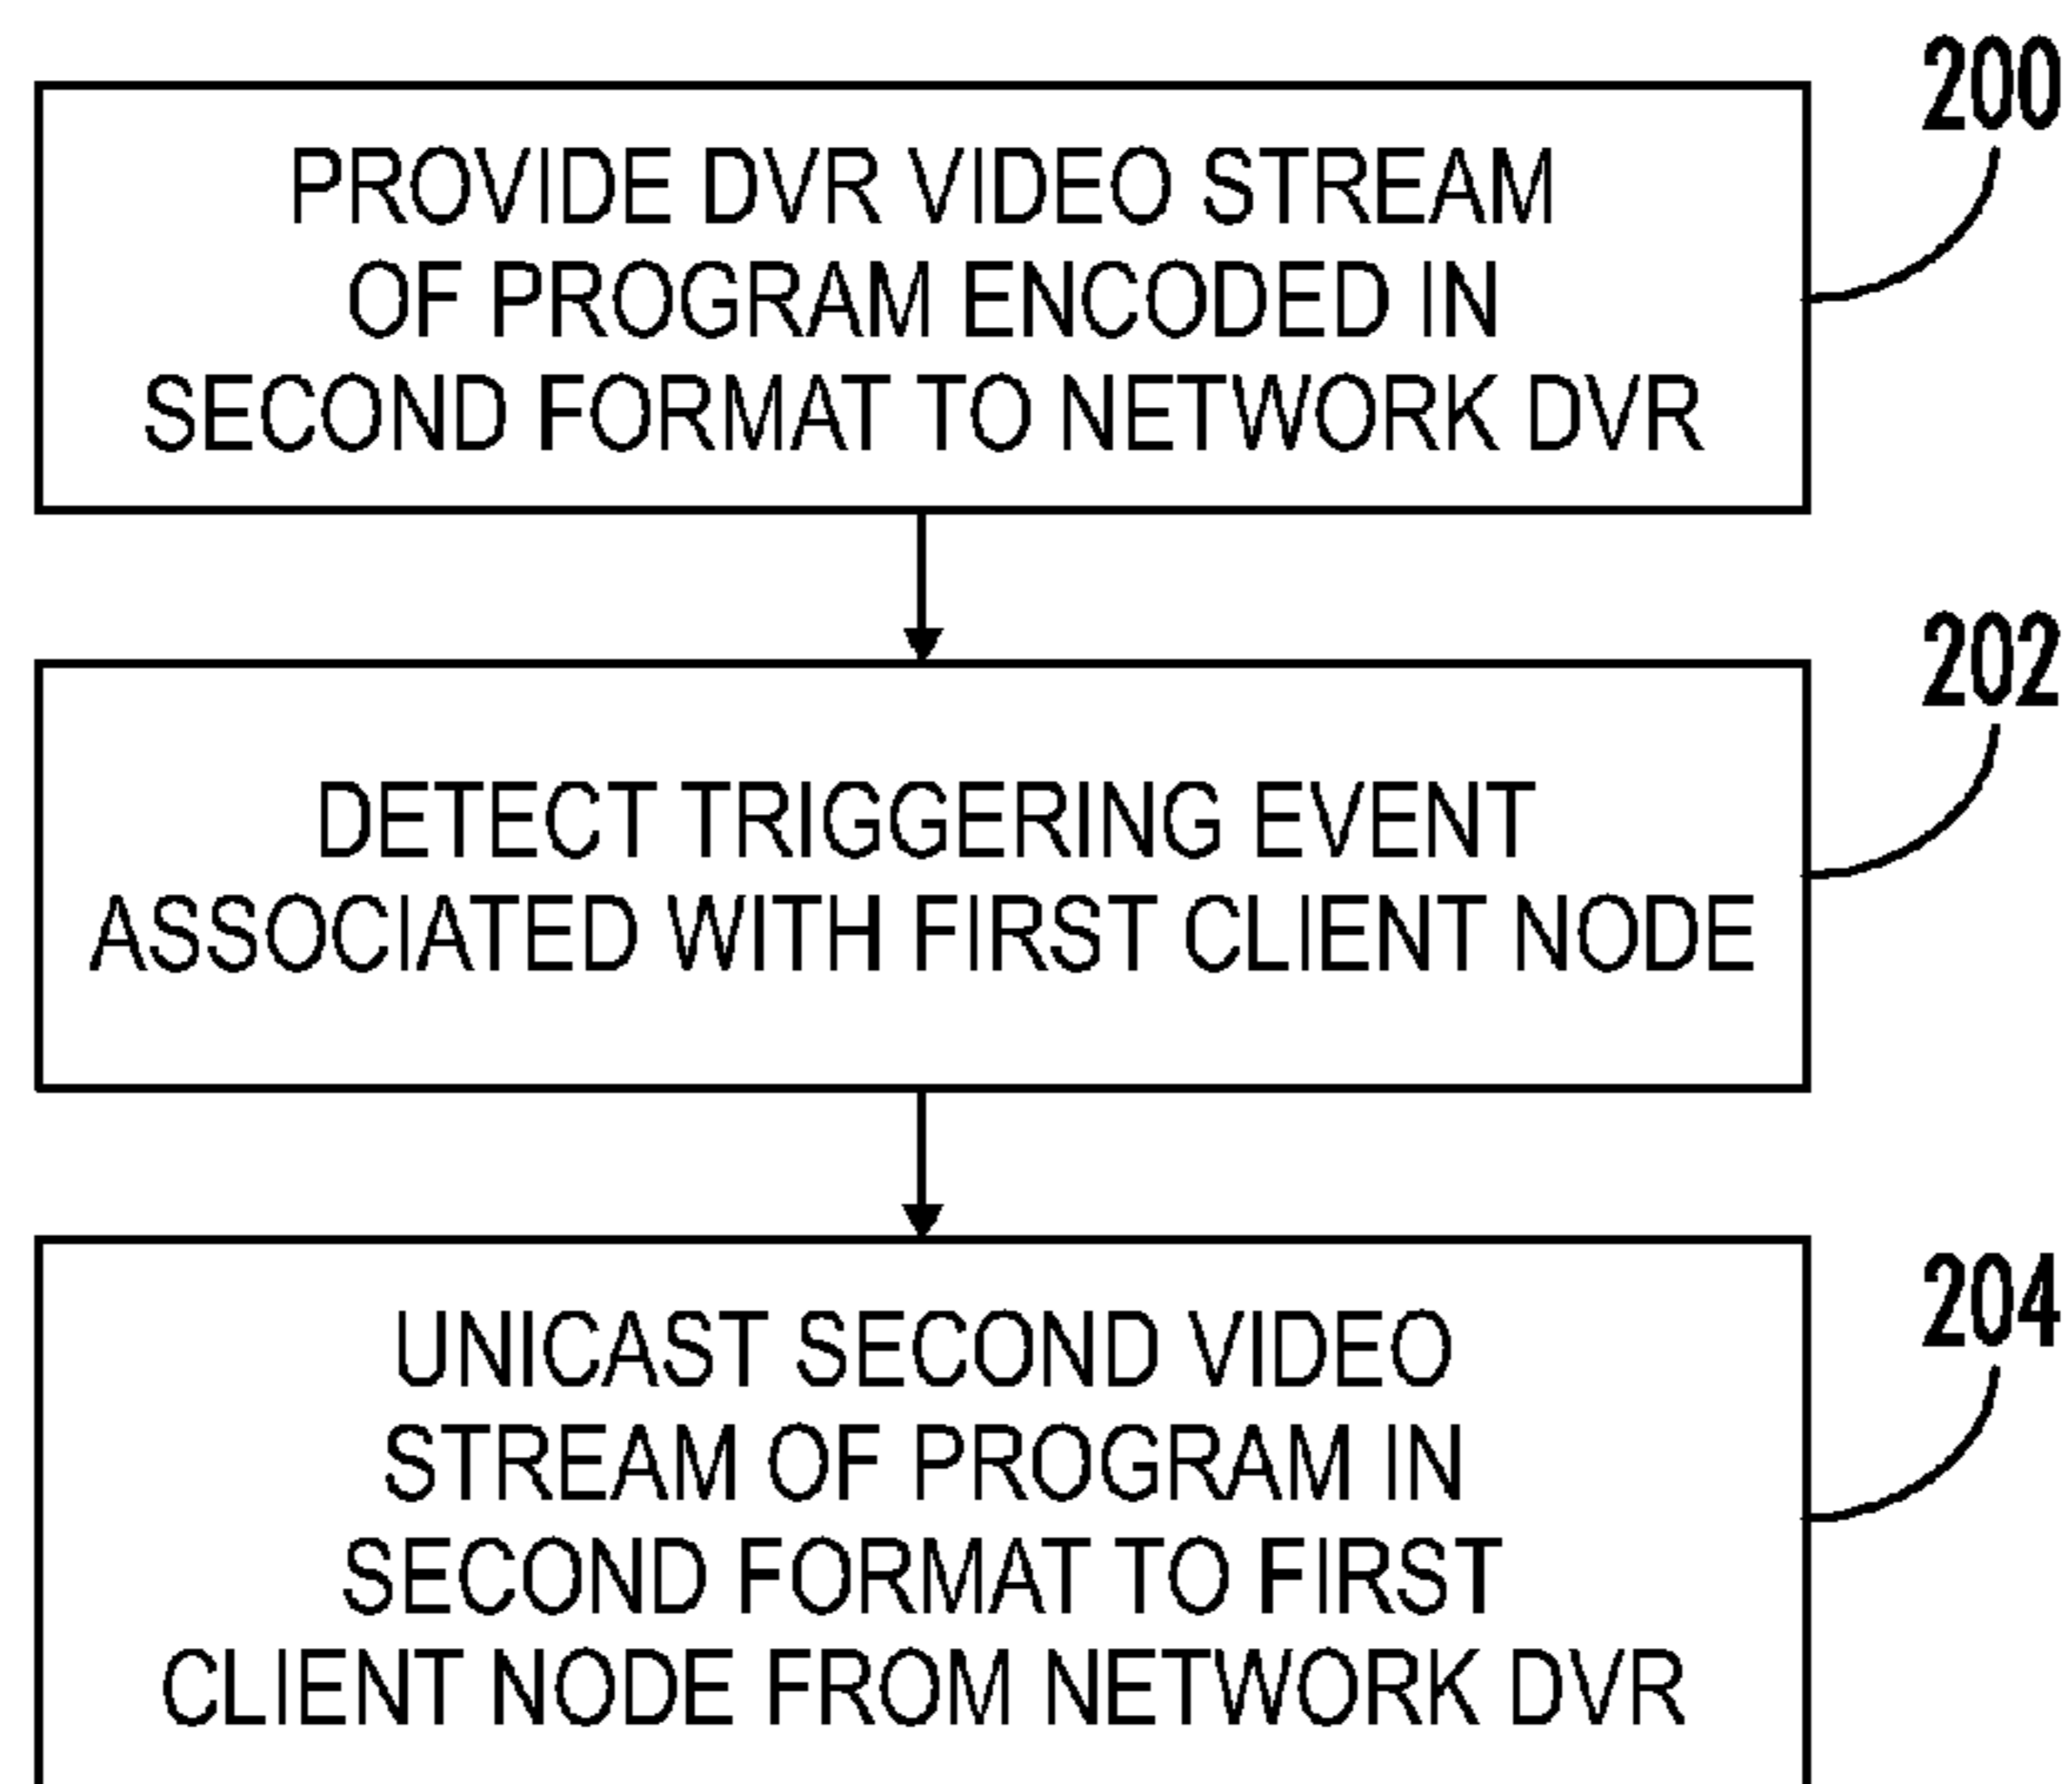 200
PROVIDE DVR VIDEO STREAM
OF PROGRAM ENCODED IN
SECOND FORMAT TO NETWORK DVR
202
DETECT TRIGGERING EVENT
ASSOCIATED WITH FIRST CLIENT NODE
204
UNICAST SECOND VIDEO
STREAM OF PROGRAM IN
SECOND FORMAT TO FIRST
CLIENT NODE FROM NETWORK DVR